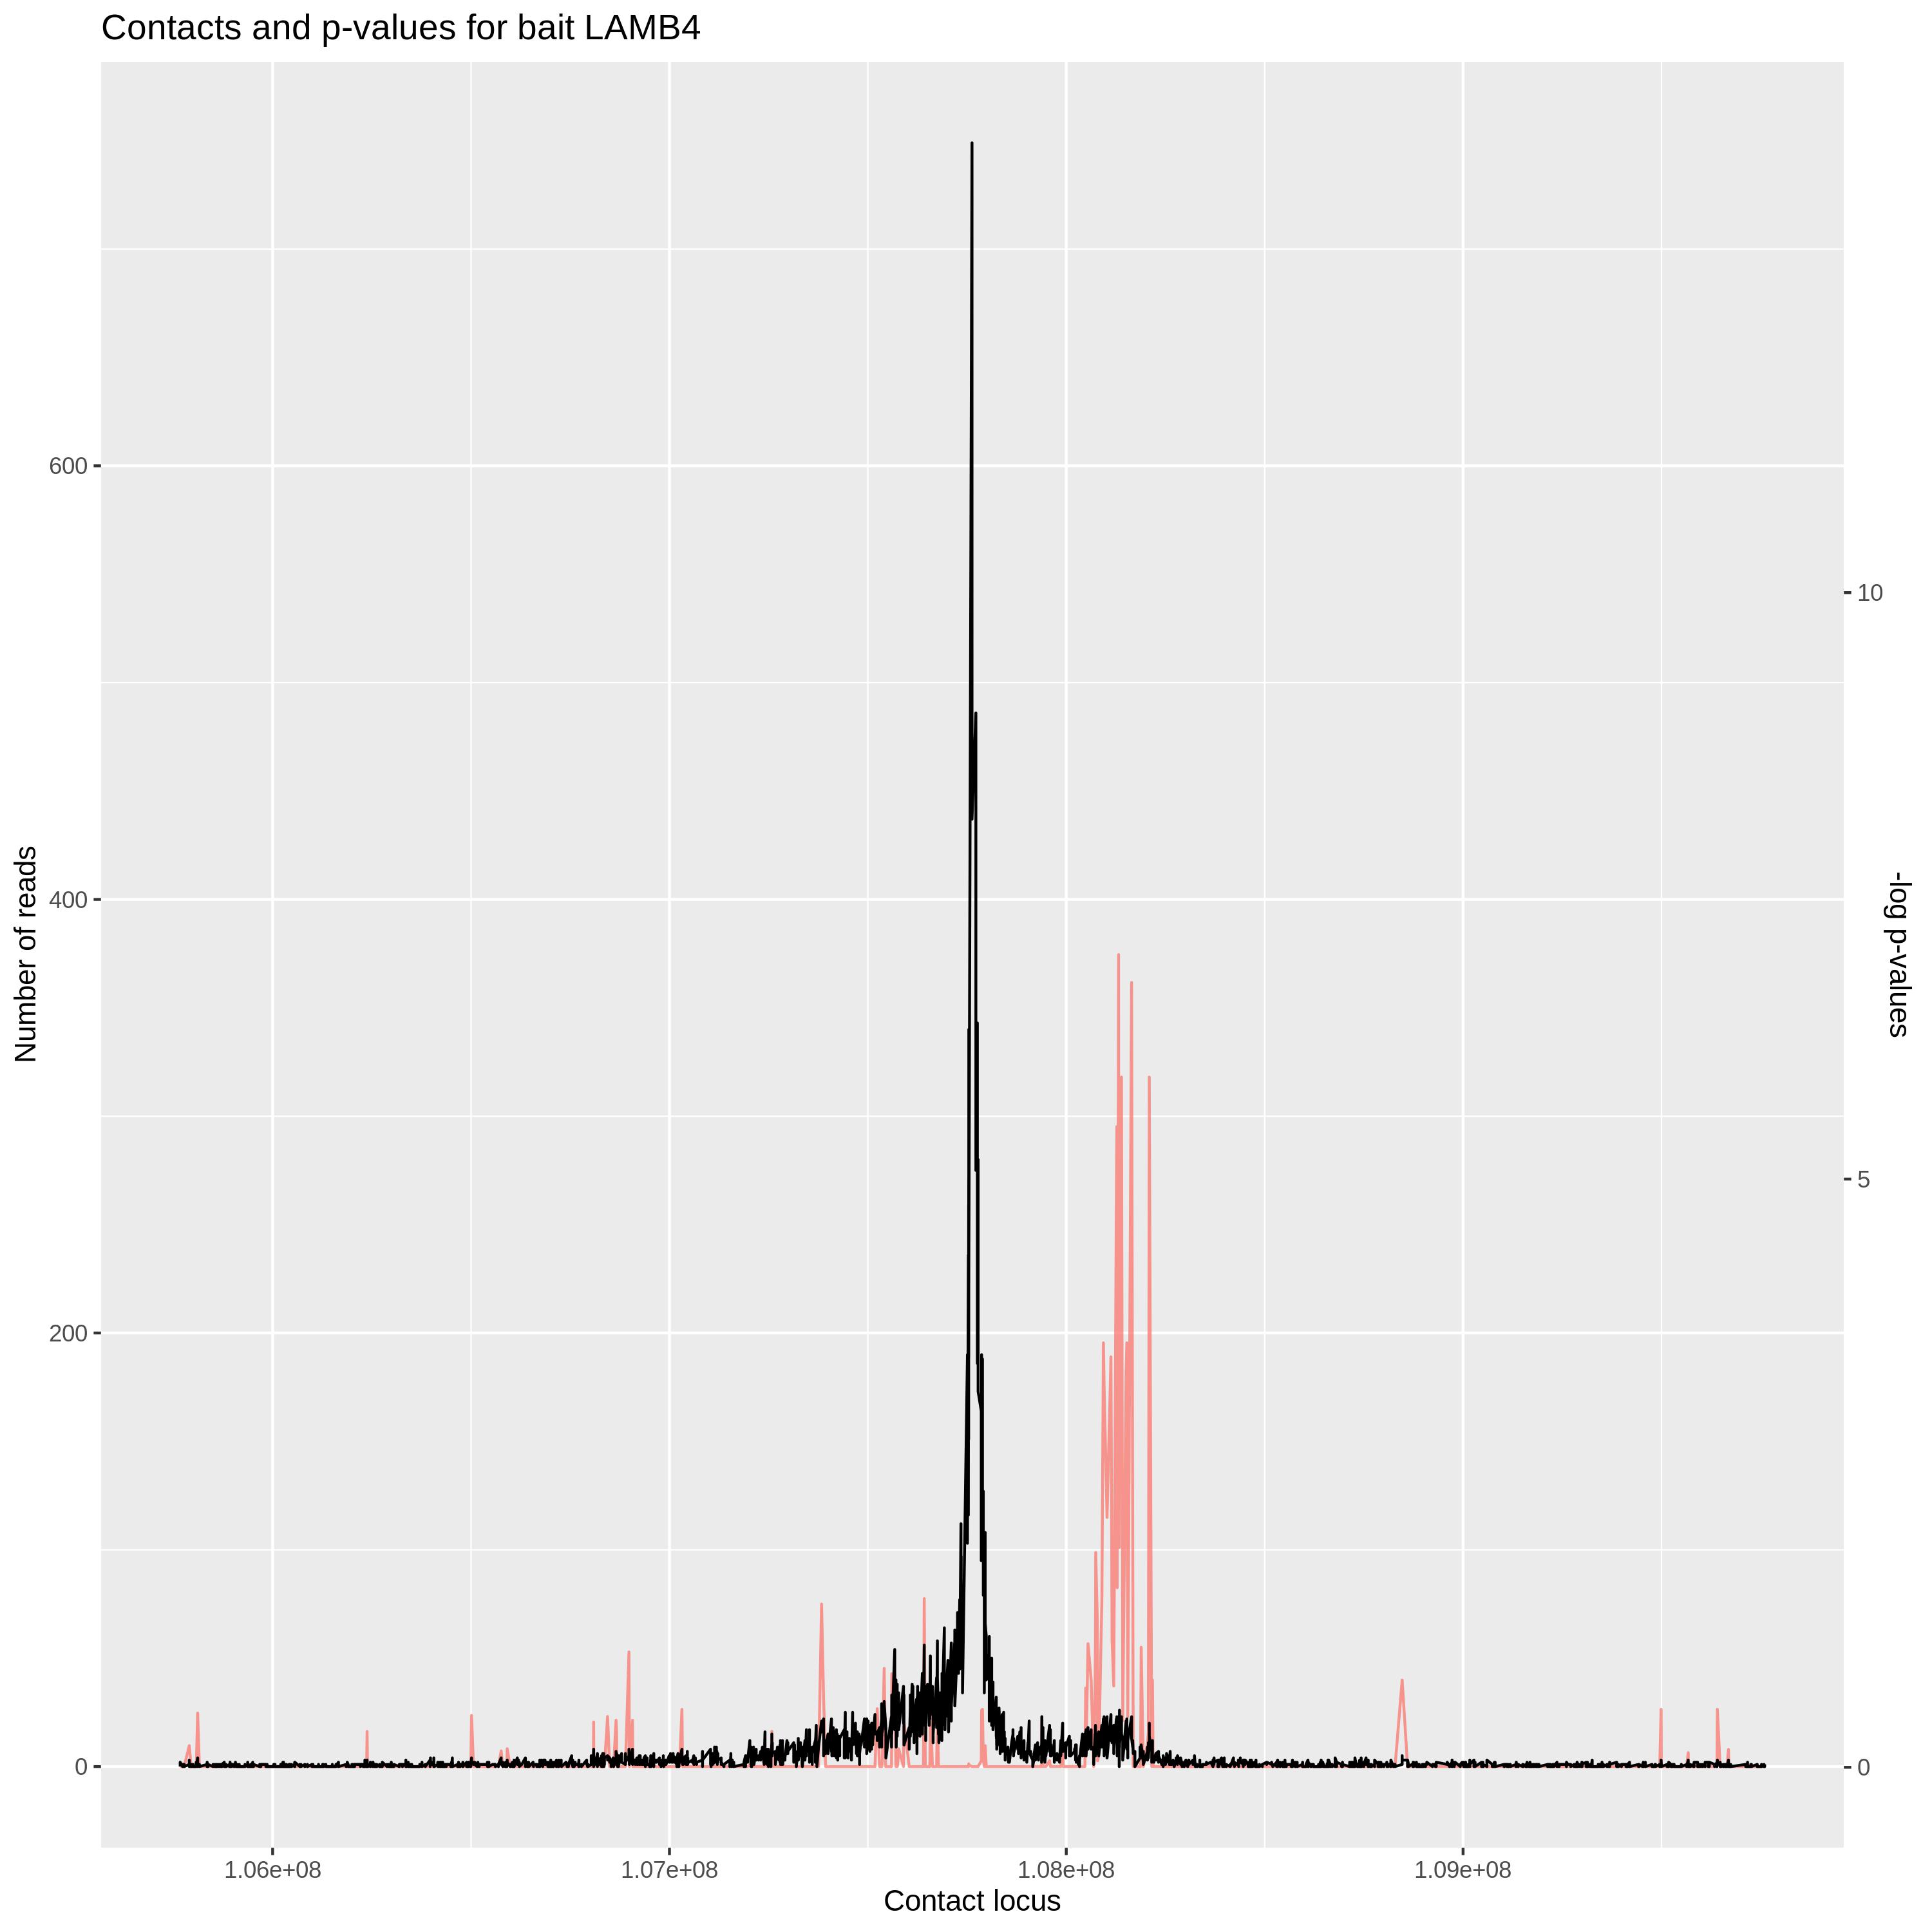 Contacts and p-values for bait LAMB4
Number of reads
600
400
200
0
10
5
0
-log p-values
1.06e+08
1.07e+08
1.08e+08
1.09e+08
Contact locus